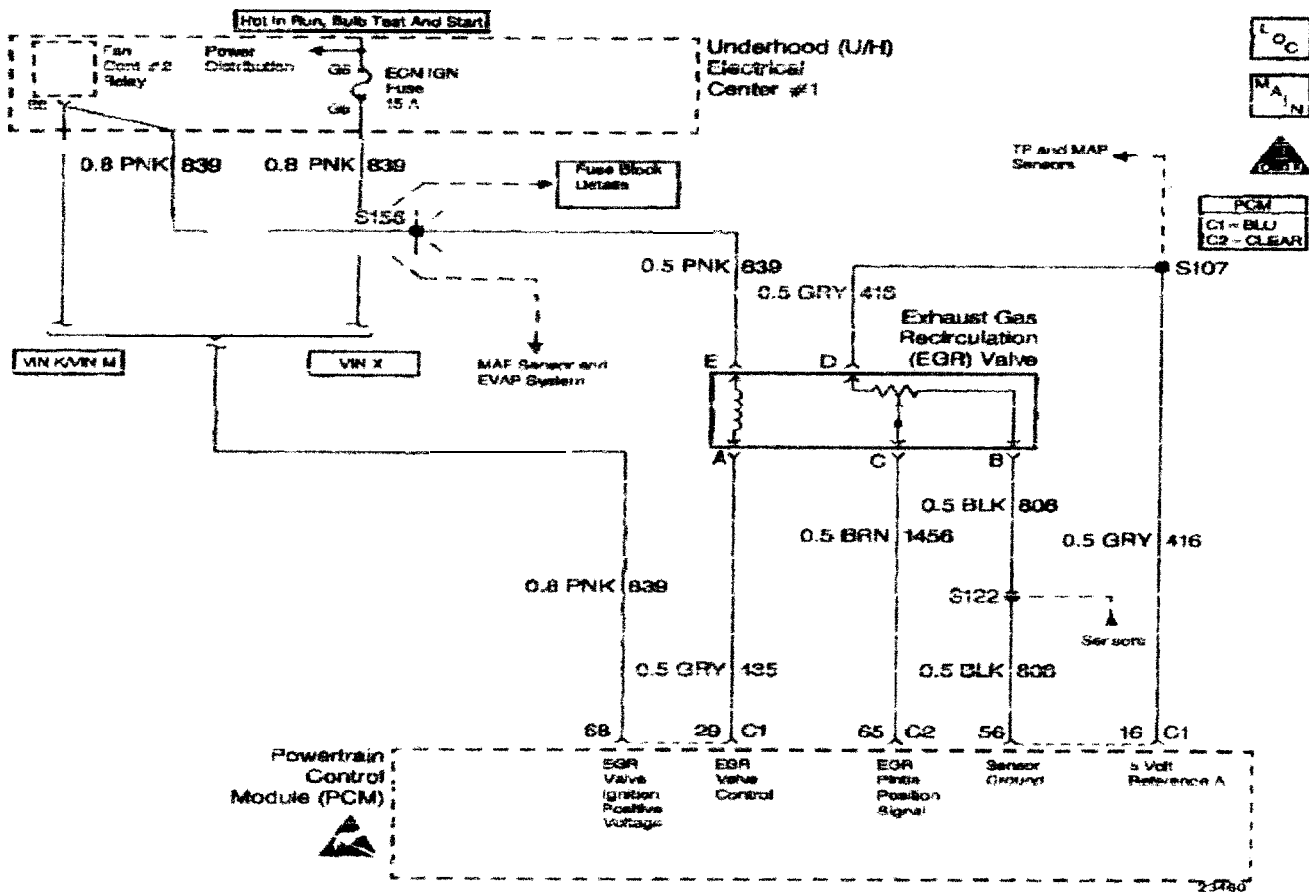 Hot In Run, Bulb Test And Start
Fan
Cont #2
Relay
Power
Distribution
G5
ECM IGN
Fuse
15 A
G6
Underhood (U/H)
Electrical
Center #1
LOC
MAIN
TP and MAP
Sensors
PCM
C1 - BLU
C2 - CLEAR
0.8 PNK 839
0.8 PNK 839
Fuse Block
Details
S156
0.5 PNK 839
0.5 GRY 416
S107
Exhaust Gas
Recirculation
(EGR) Valve
VIN K/VIN M
VIN X
MAF Sensor and
EVAP System
E
D
A
C
B
0.5 BLK 808
0.5 BRN 1456
0.5 GRY 416
0.8 PNK 839
S122
Sensors
0.5 GRY 435
0.5 BLK 808
68
29 C1
65 C2
56
16 C1
Powertrain
Control
Module (PCM)
EGR
Valve
Ignition
Positive
Voltage
EGR
Valve
Control
EGR
Pintle
Position
Signal
Sensor
Ground
5 Volt
Reference A
23460